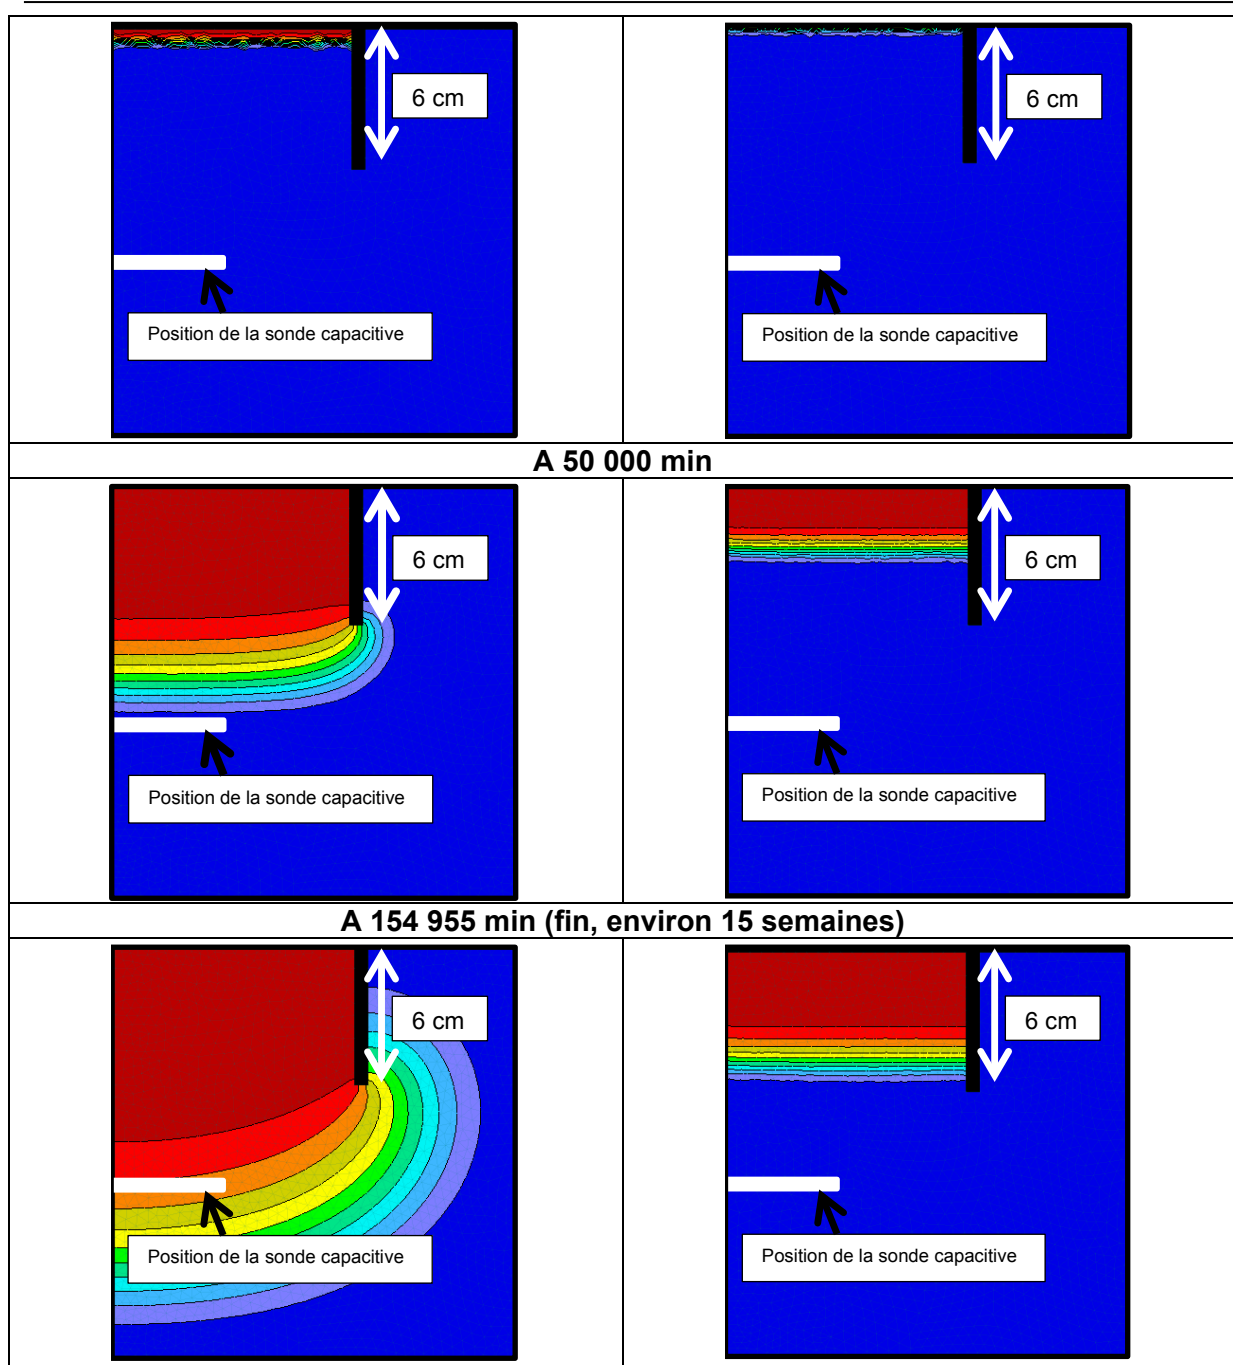 6 cm
6 cm
Position de la sonde capacitive
Position de la sonde capacitive
A 50 000 min
6 cm
6 cm
Position de la sonde capacitive
Position de la sonde capacitive
A 154 955 min (fin, environ 15 semaines)
6 cm
6 cm
Position de la sonde capacitive
Position de la sonde capacitive